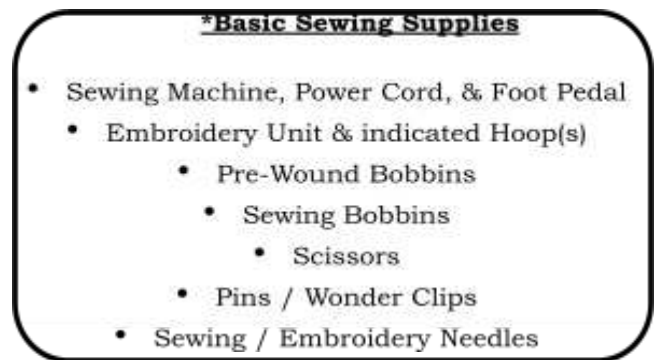 *Basic Sewing Supplies
• Sewing Machine, Power Cord, & Foot Pedal
• Embroidery Unit & indicated Hoop(s)
• Pre-Wound Bobbins
• Sewing Bobbins
• Scissors
• Pins / Wonder Clips
• Sewing / Embroidery Needles